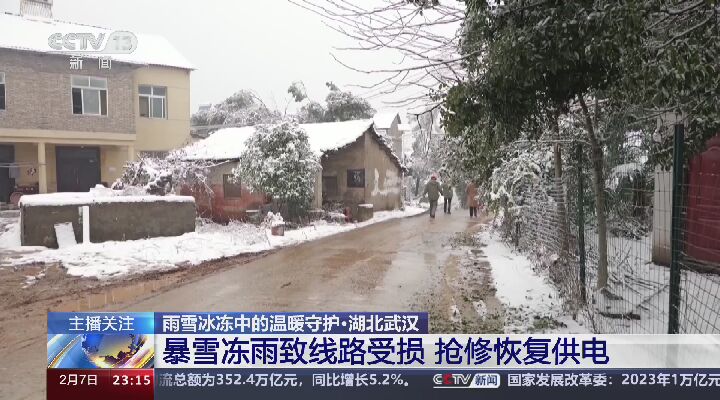 CCTV 13
新闻
主播关注
雨雪冰冻中的温暖守护·湖北武汉
暴雪冻雨致线路受损 抢修恢复供电
2月7日 23:15 流总额为352.4万亿元，同比增长5.2%。 CCTV 新闻 国家发展改革委：2023年1万亿元